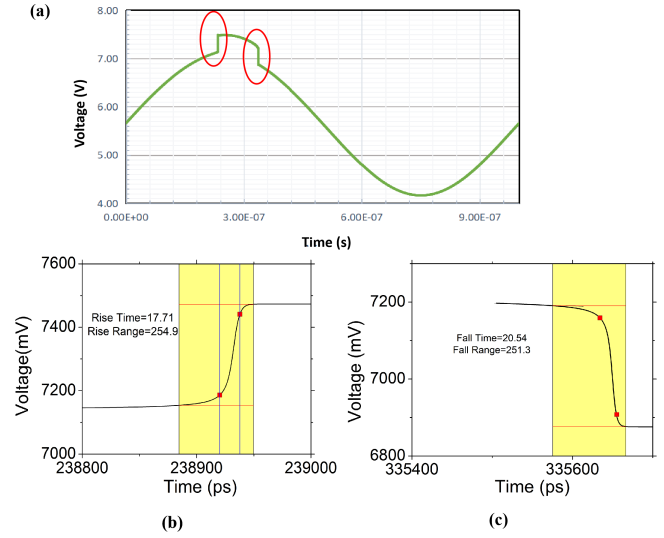 (a)
8.00
7.00
6.00
5.00
4.00
Voltage (V)
0.00E+00 3.00E-07 6.00E-07 9.00E-07
Time (s)
7600
7400
7200
7000
Voltage(mV)
Rise Time=17.71
Rise Range=254.9
238800 238900 239000
Time (ps)
(b)
7200
7000
6800
Voltage (mV)
Fall Time=20.54
Fall Range=251.3
335400 335600
Time (ps)
(c)